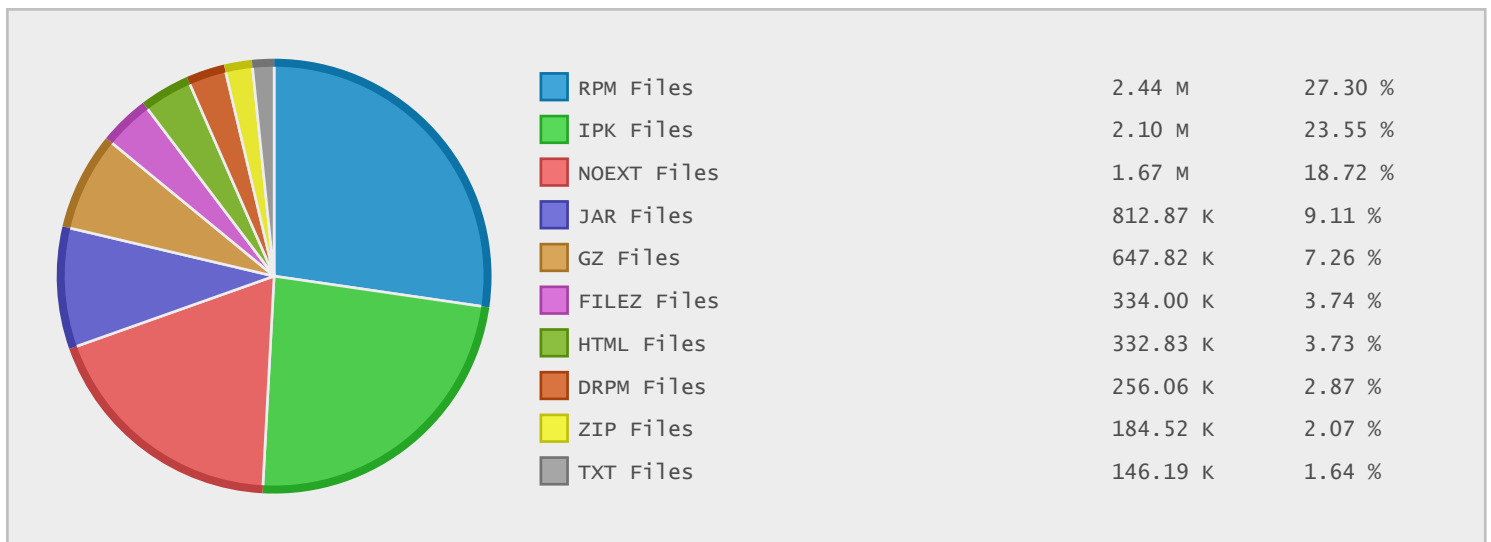 RPM Files 2.44 M 27.30 %
IPK Files 2.10 M 23.55 %
NOEXT Files 1.67 M 18.72 %
JAR Files 812.87 K 9.11 %
GZ Files 647.82 K 7.26 %
FILEZ Files 334.00 K 3.74 %
HTML Files 332.83 K 3.73 %
DRPM Files 256.06 K 2.87 %
ZIP Files 184.52 K 2.07 %
TXT Files 146.19 K 1.64 %